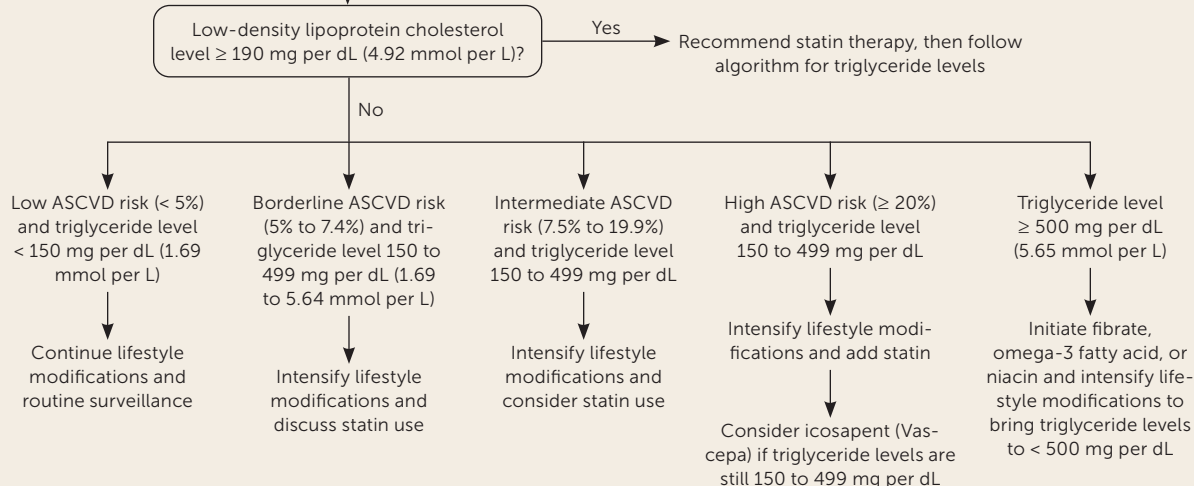 Low-density lipoprotein cholesterol
level ≥ 190 mg per dL (4.92 mmol per L)?
Yes
Recommend statin therapy, then follow
algorithm for triglyceride levels
No
Low ASCVD risk (< 5%)
and triglyceride level
< 150 mg per dL (1.69
mmol per L)
Continue lifestyle
modifications and
routine surveillance
Borderline ASCVD risk
(5% to 7.4%) and tri-
glyceride level 150 to
499 mg per dL (1.69
to 5.64 mmol per L)
Intensify lifestyle
modifications and
discuss statin use
Intermediate ASCVD
risk (7.5% to 19.9%)
and triglyceride level
150 to 499 mg per dL
Intensify lifestyle
modifications and
consider statin use
High ASCVD risk (≥ 20%)
and triglyceride level
150 to 499 mg per dL
Intensify lifestyle modi-
fications and add statin
Consider icosapent (Vas-
cepa) if triglyceride levels are
still 150 to 499 mg per dL
Triglyceride level
≥ 500 mg per dL
(5.65 mmol per L)
Initiate fibrate,
omega-3 fatty acid, or
niacin and intensify life-
style modifications to
bring triglyceride levels
to < 500 mg per dL